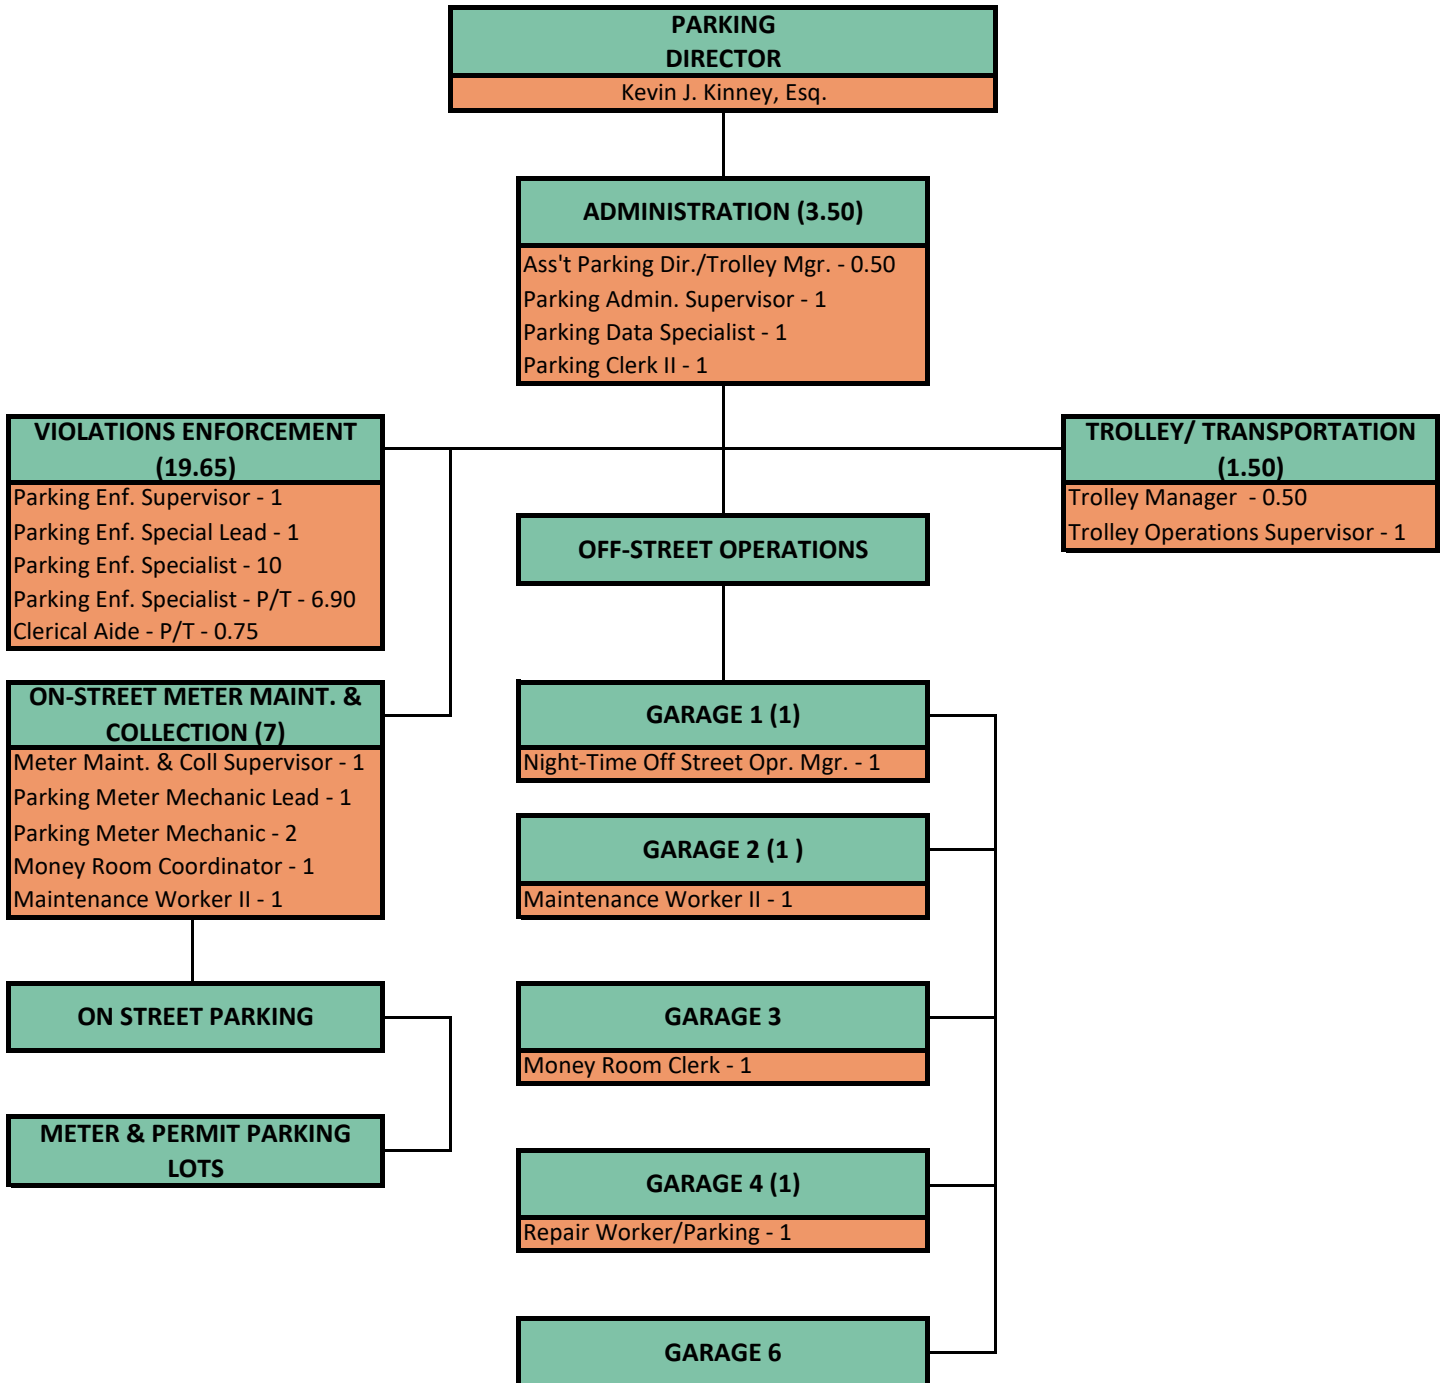 PARKING
DIRECTOR
Kevin J. Kinney, Esq.
ADMINISTRATION (3.50)
Ass't Parking Dir./Trolley Mgr. - 0.50
Parking Admin. Supervisor - 1
Parking Data Specialist - 1
Parking Clerk II - 1
VIOLATIONS ENFORCEMENT
(19.65)
Parking Enf. Supervisor - 1
Parking Enf. Special Lead - 1
Parking Enf. Specialist - 10
Parking Enf. Specialist - P/T - 6.90
Clerical Aide - P/T - 0.75
TROLLEY/ TRANSPORTATION
(1.50)
Trolley Manager  - 0.50
Trolley Operations Supervisor - 1
OFF-STREET OPERATIONS
ON-STREET METER MAINT. &
COLLECTION (7)
Meter Maint. & Coll Supervisor - 1
Parking Meter Mechanic Lead - 1
Parking Meter Mechanic - 2
Money Room Coordinator - 1
Maintenance Worker II - 1
ON STREET PARKING
METER & PERMIT PARKING
LOTS
GARAGE 1 (1)
Night-Time Off Street Opr. Mgr. - 1
GARAGE 2 (1 )
Maintenance Worker II - 1
GARAGE 3
Money Room Clerk - 1
GARAGE 4 (1)
Repair Worker/Parking - 1
GARAGE 6